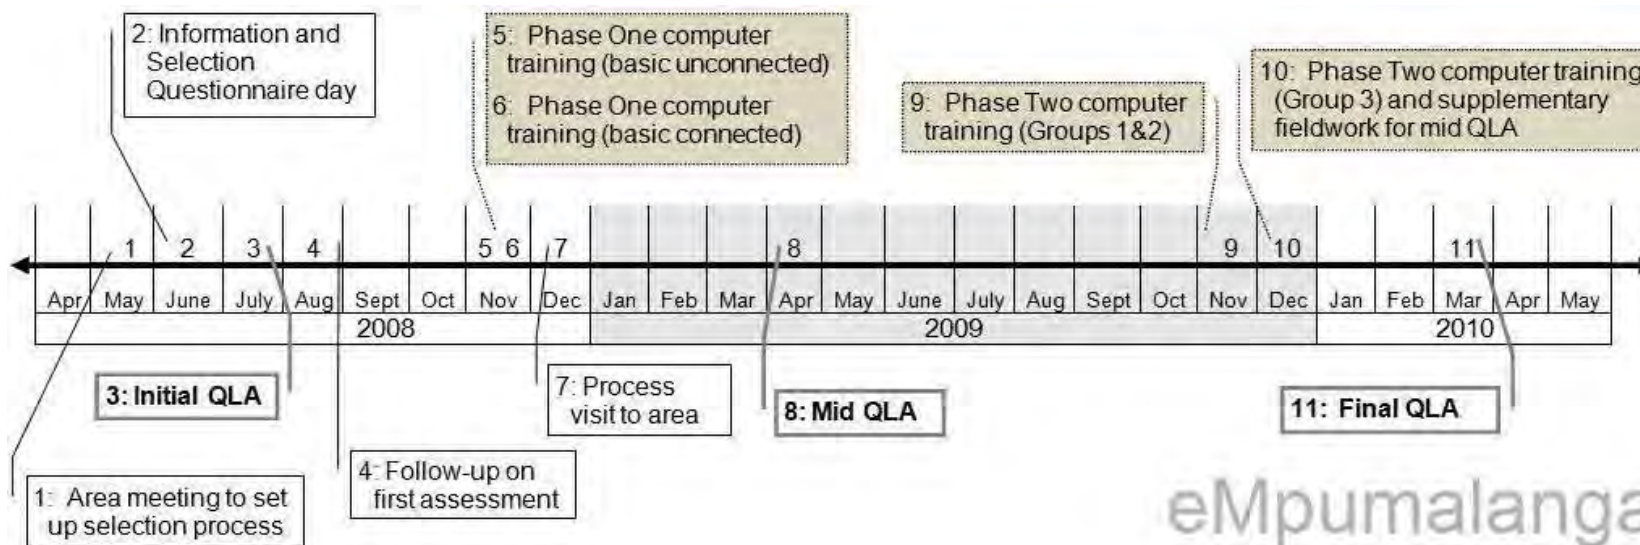 2: Information and
Selection
Questionnaire day
5: Phase One computer
training (basic unconnected)
6: Phase One computer
training (basic connected)
9: Phase Two computer
training (Groups 1&2)
10: Phase Two computer training
(Group 3) and supplementary
fieldwork for mid QLA
1 2 3 4 5 6 7 8 9 10 11
Apr May June July Aug Sept Oct Nov Dec Jan Feb Mar Apr May June July Aug Sept Oct Nov Dec Jan Feb Mar Apr May
2008 2009 2010
3: Initial QLA
7: Process
visit to area
8: Mid QLA
11: Final QLA
4: Follow-up on
first assessment
1: Area meeting to set
up selection process
eMpumalanga